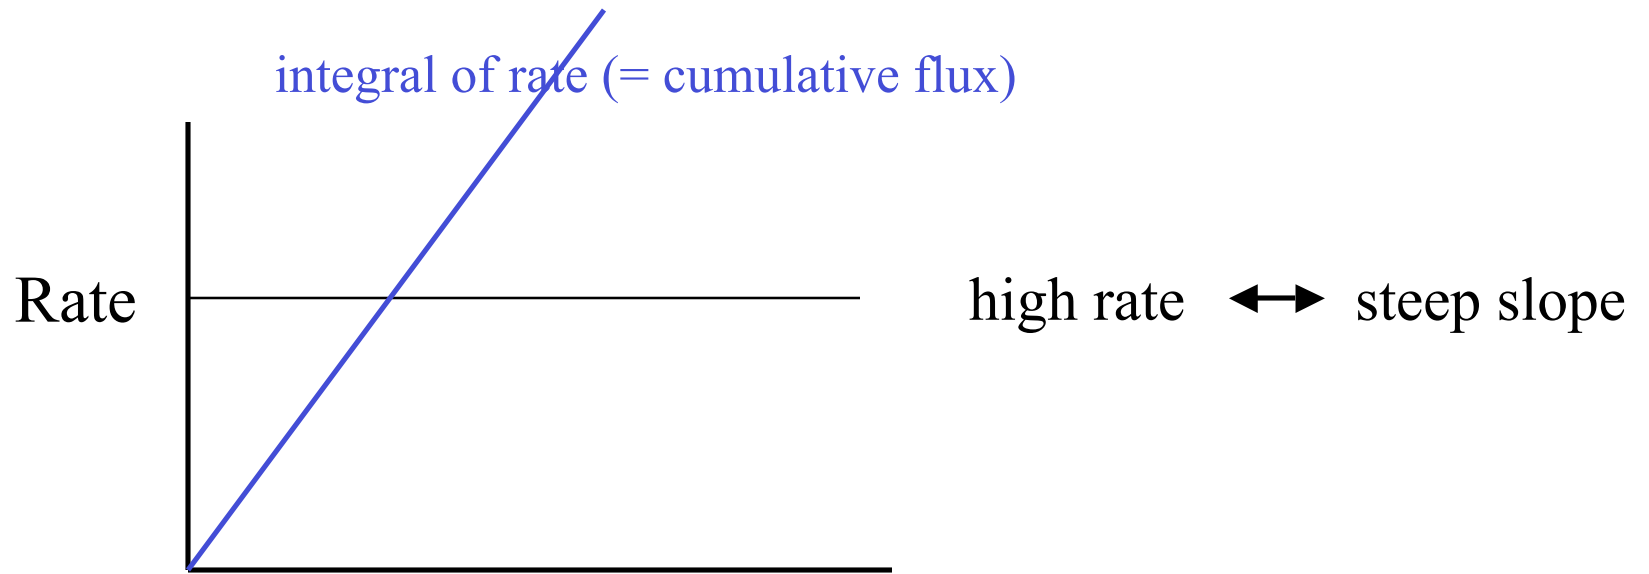 integral of rate (= cumulative flux)
Rate
high rate ↔ steep slope